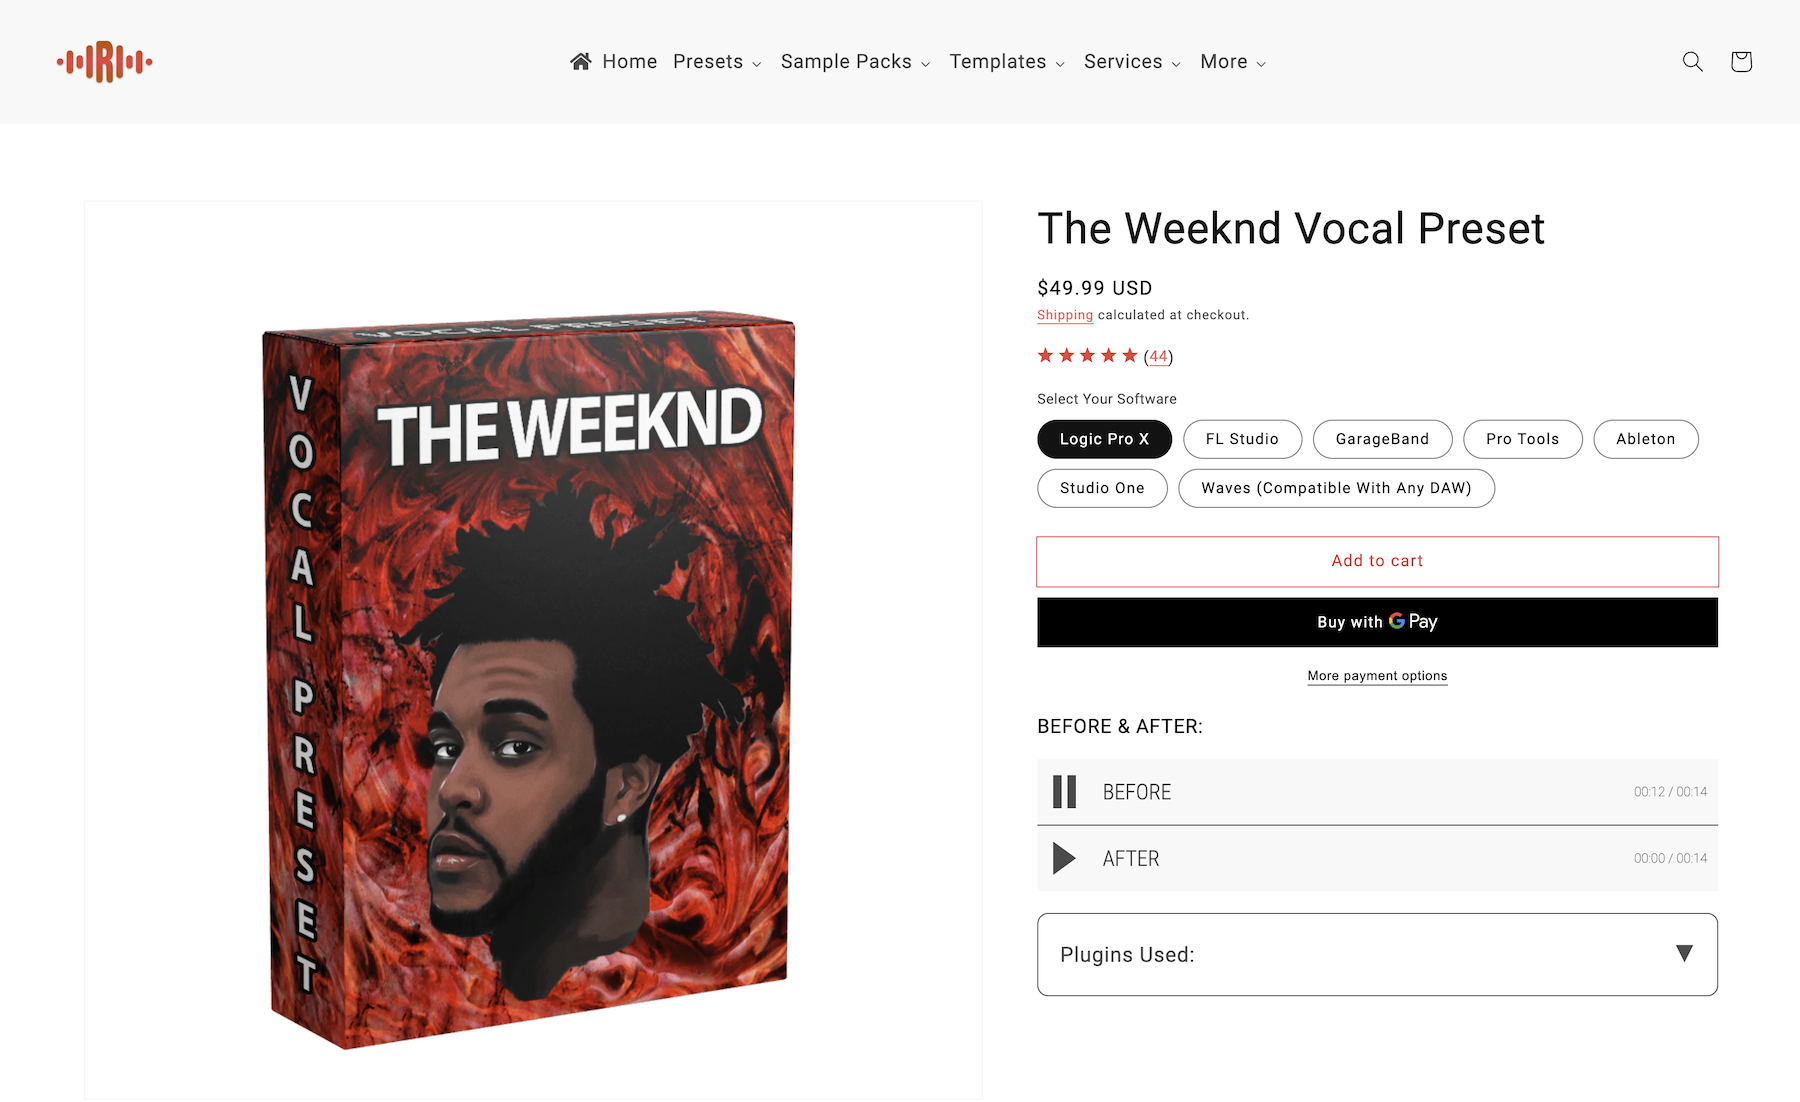 R
Home Presets Sample Packs Templates Services More
VOCAL PRESET
THE WEEKND
VOCAL PRESET
The Weeknd Vocal Preset
$49.99 USD
Shipping calculated at checkout.
(44)
Select Your Software
Logic Pro X FL Studio GarageBand Pro Tools Ableton
Studio One Waves (Compatible With Any DAW)
Add to cart
Buy with G Pay
More payment options
BEFORE & AFTER:
BEFORE 00:12 / 00:14
AFTER 00:00 / 00:14
Plugins Used: